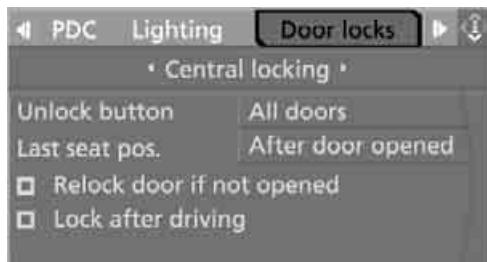 PDC Lighting Door locks
• Central locking •
Unlock button All doors
Last seat pos. After door opened
Relock door if not opened
Lock after driving